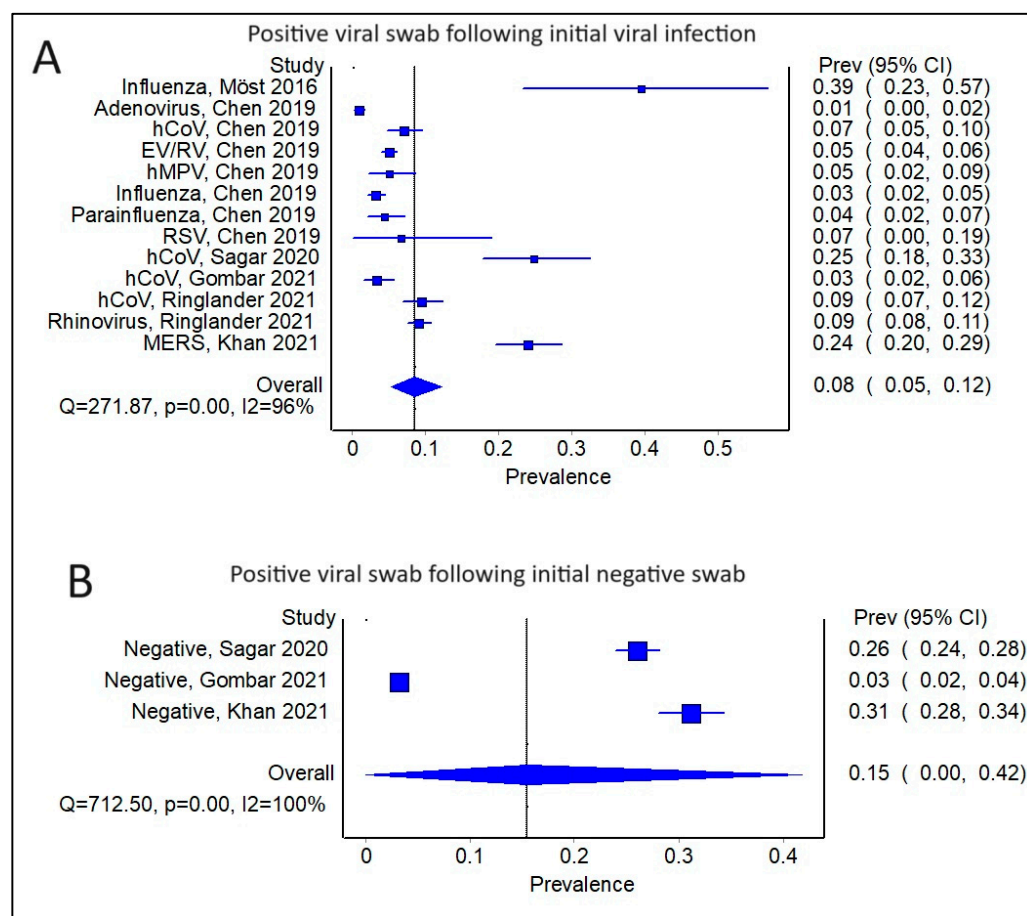 A
Positive viral swab following initial viral infection
Study Prev (95% CI)
Influenza, Möst 2016 0.39 ( 0.23, 0.57)
Adenovirus, Chen 2019 0.01 ( 0.00, 0.02)
hCoV, Chen 2019 0.07 ( 0.05, 0.10)
EV/RV, Chen 2019 0.05 ( 0.04, 0.06)
hMPV, Chen 2019 0.05 ( 0.02, 0.09)
Influenza, Chen 2019 0.03 ( 0.02, 0.05)
Parainfluenza, Chen 2019 0.04 ( 0.02, 0.07)
RSV, Chen 2019 0.07 ( 0.00, 0.19)
hCoV, Sagar 2020 0.25 ( 0.18, 0.33)
hCoV, Gombar 2021 0.03 ( 0.02, 0.06)
hCoV, Ringlander 2021 0.09 ( 0.07, 0.12)
Rhinovirus, Ringlander 2021 0.09 ( 0.08, 0.11)
MERS, Khan 2021 0.24 ( 0.20, 0.29)
Overall 0.08 ( 0.05, 0.12)
Q=271.87, p=0.00, I2=96%
0 0.1 0.2 0.3 0.4 0.5
Prevalence
B
Positive viral swab following initial negative swab
Study Prev (95% CI)
Negative, Sagar 2020 0.26 ( 0.24, 0.28)
Negative, Gombar 2021 0.03 ( 0.02, 0.04)
Negative, Khan 2021 0.31 ( 0.28, 0.34)
Overall 0.15 ( 0.00, 0.42)
Q=712.50, p=0.00, I2=100%
0 0.1 0.2 0.3 0.4
Prevalence